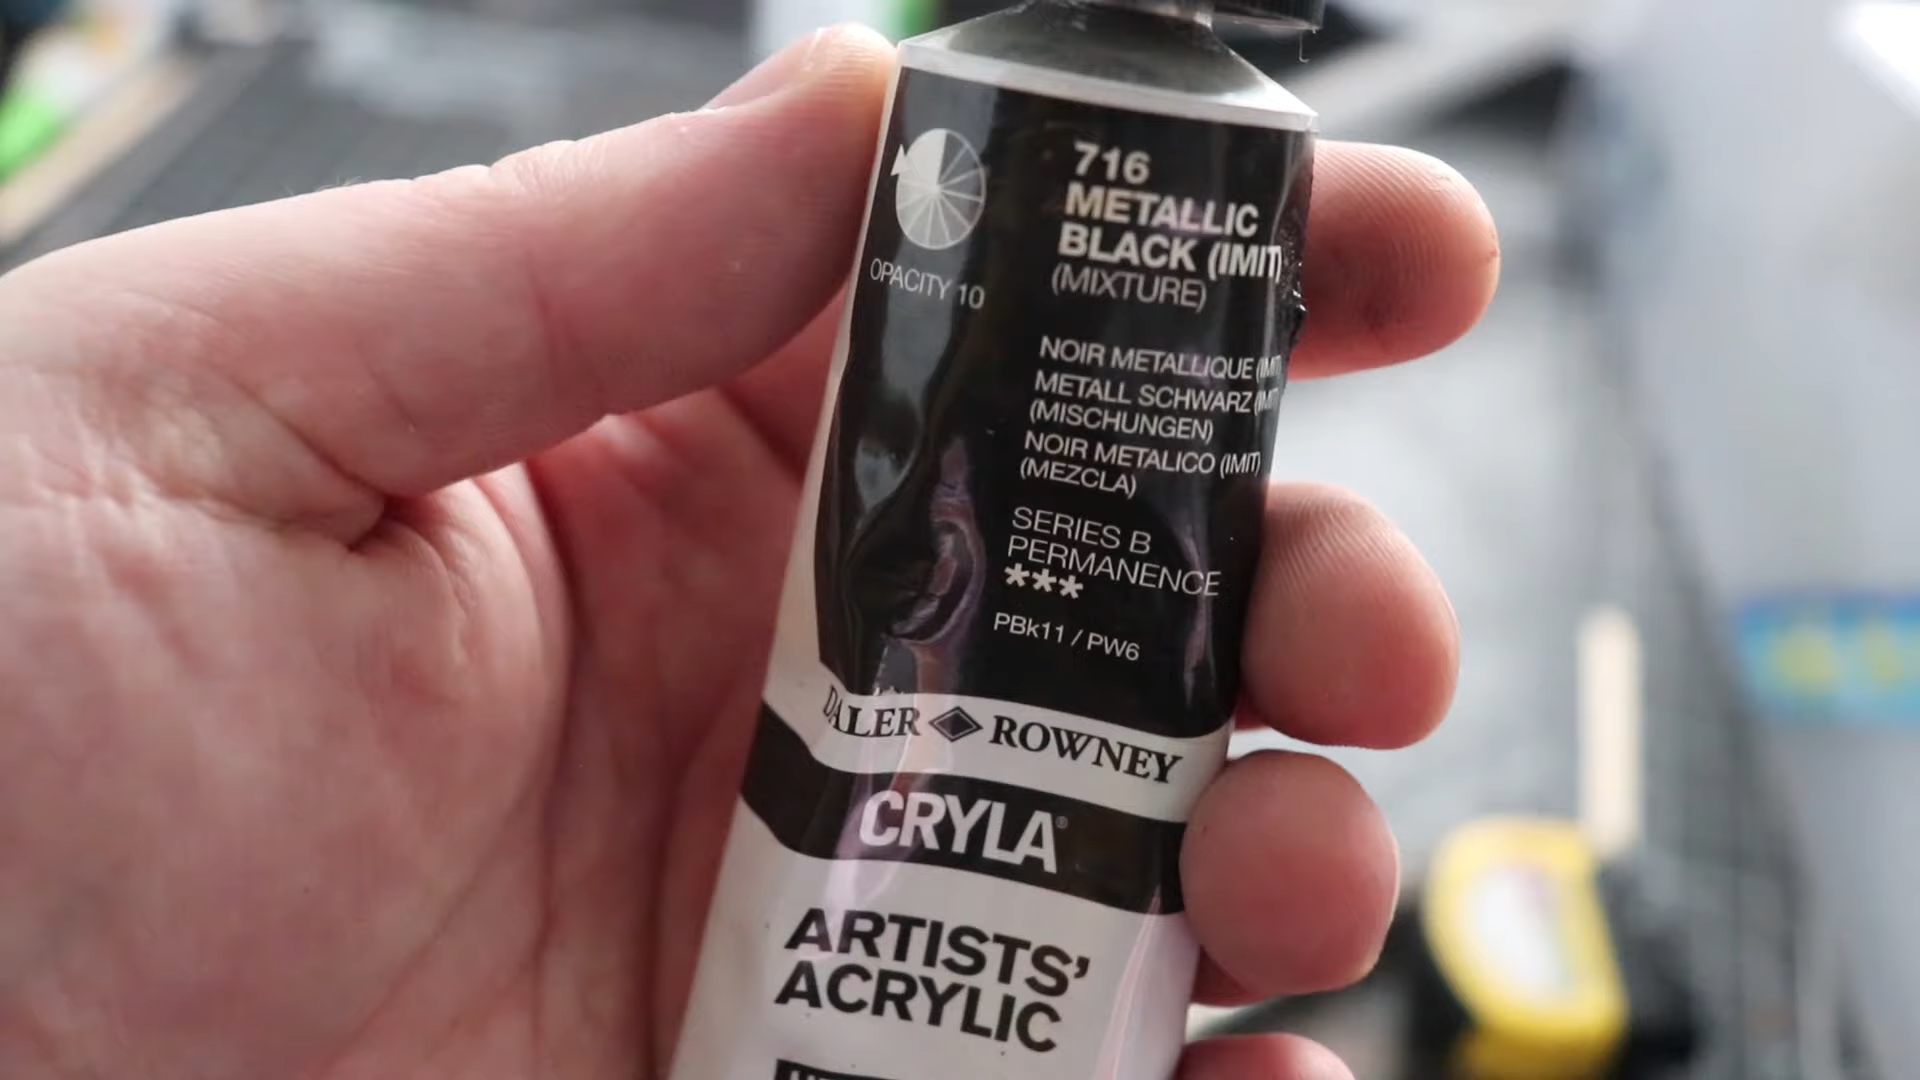 716
METALLIC
BLACK (IMIT)
(MIXTURE)
OPACITY 10
NOIR METALLIQUE (IMIT)
METALL SCHWARZ (IMIT)
(MISCHUNGEN)
NOIR METALICO (IMIT)
(MEZCLA)
SERIES B
PERMANENCE
***
PBk11 / PW6
DALER ROWNEY
CRYLA®
ARTISTS'
ACRYLIC